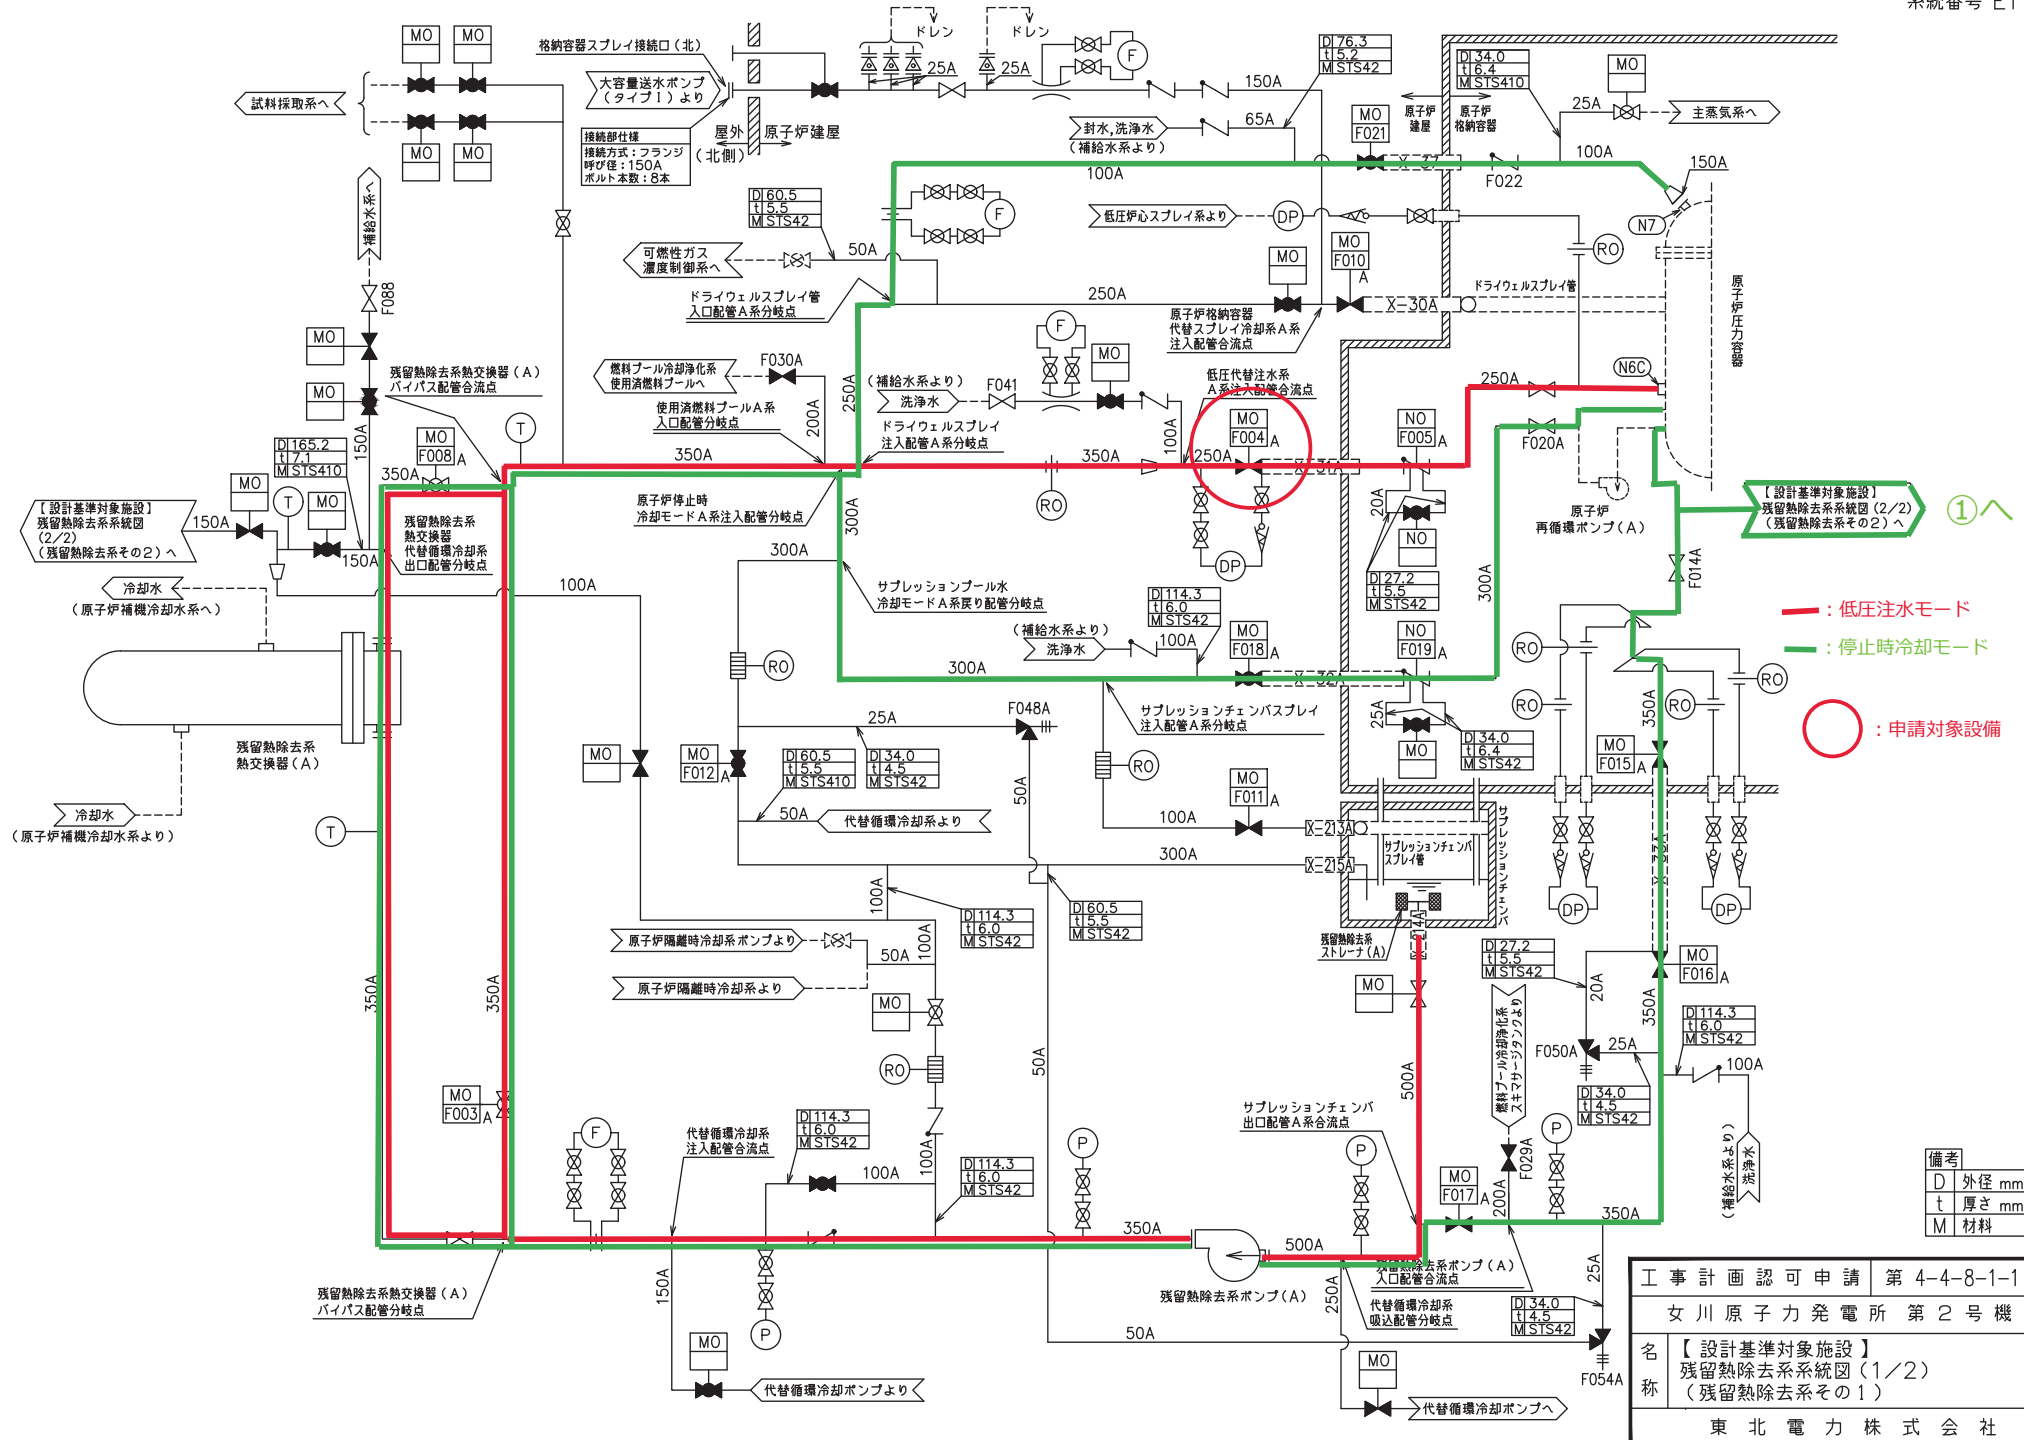 系統番号 E11
MO
MO
試料採取系へ
MO
MO
格納容器スプレイ接続口(北)
大容量送水ポンプ
(タイプⅠ)より
接続部仕様
接続方式:フランジ
呼び径:150A
ボルト本数:8本
屋外
(北側)
原子炉建屋
ドレン
ドレン
25A
25A
F
150A
65A
封水,洗浄水
(補給水系より)
D 76.3
t 5.2
M STS42
D 34.0
t 6.4
M STS410
MO
25A
主蒸気系へ
原子炉
建屋
原子炉
格納容器
MO
F021
X-37
F022
100A
150A
N7
100A
補給水系へ
F088
D 60.5
t 5.5
M STS42
F
低圧炉心スプレイ系より
DP
RO
可燃性ガス
濃度制御系へ
50A
ドライウェルスプレイ管
入口配管A系分岐点
250A
MO
MO
F010
A
X-30A
ドライウェルスプレイ管
原子炉圧力容器
原子炉格納容器
代替スプレイ冷却系A系
注入配管合流点
MO
MO
残留熱除去系熱交換器(A)
バイパス配管合流点
150A
T
燃料プール冷却浄化系
使用済燃料プールへ
F030A
使用済燃料プールA系
入口配管分岐点
200A
250A
(補給水系より)
洗浄水
F041
F
MO
ドライウェルスプレイ
注入配管A系分岐点
100A
低圧代替注水系
A系注入配管合流点
MO
F004
A
NO
F005
A
N6C
250A
F020A
D 165.2
t 7.1
M STS410
350A
MO
F008
A
350A
350A
250A
X-31A
RO
【設計基準対象施設】
残留熱除去系系統図
(2/2)
(残留熱除去系その2)へ
150A
MO
T
MO
150A
残留熱除去系
熱交換器
代替循環冷却系
出口配管分岐点
原子炉停止時
冷却モードA系注入配管分岐点
300A
20A
NO
D 27.2
t 5.5
M STS42
DP
原子炉
再循環ポンプ(A)
【設計基準対象施設】
残留熱除去系系統図(2/2)
(残留熱除去系その2)へ
①へ
冷却水
(原子炉補機冷却水系へ)
100A
300A
サプレッションプール水
冷却モードA系戻り配管分岐点
D 114.3
t 6.0
M STS42
(補給水系より)
洗浄水
100A
MO
F018
A
NO
F019
A
300A
F014A
:低圧注水モード
:停止時冷却モード
:申請対象設備
RO
300A
X-32A
RO
RO
RO
RO
350A
残留熱除去系
熱交換器(A)
冷却水
(原子炉補機冷却水系より)
T
MO
MO
F012
A
25A
F048A
D 60.5
t 5.5
M STS410
D 34.0
t 4.5
M STS42
50A
代替循環冷却系より
50A
サプレッションチェンバスプレイ
注入配管A系分岐点
RO
25A
MO
D 34.0
t 6.4
M STS42
MO
F015
A
MO
F011
A
100A
X-213A
300A
X-215A
サプレッションチェンバ
スプレイ管
サプレッションチェンバ
DP
DP
100A
D 114.3
t 6.0
M STS42
D 60.5
t 5.5
M STS42
残留熱除去系
ストレーナ(A)
X-214A
原子炉隔離時冷却系ポンプより
50A
100A
原子炉隔離時冷却系より
MO
MO
D 27.2
t 5.5
M STS42
MO
F016
A
20A
350A
350A
350A
D 114.3
t 6.0
M STS42
RO
50A
燃料プール冷却浄化系
スキマサージタンクより
F050A
25A
100A
500A
D 34.0
t 4.5
M STS42
MO
F003
A
F
代替循環冷却系
注入配管合流点
D 114.3
t 6.0
M STS42
100A
100A
D 114.3
t 6.0
M STS42
P
サプレッションチェンバ
出口配管A系合流点
P
P
F029A
200A
MO
F017
A
洗浄水
(補給水系より)
備考
D 外径 mm
t 厚さ mm
M 材料
350A
500A
350A
残留熱除去系ポンプ(A)
残留熱除去系ポンプ(A)
入口配管合流点
150A
250A
25A
残留熱除去系熱交換器(A)
バイパス配管分岐点
P
代替循環冷却系
吸込配管分岐点
D 34.0
t 4.5
M STS42
50A
F054A
MO
代替循環冷却ポンプより
MO
代替循環冷却ポンプへ
工事計画認可申請 第 4-4-8-1-1
女川原子力発電所 第2号機
名称
【設計基準対象施設】
残留熱除去系系統図(1/2)
(残留熱除去系その1)
東北電力株式会社